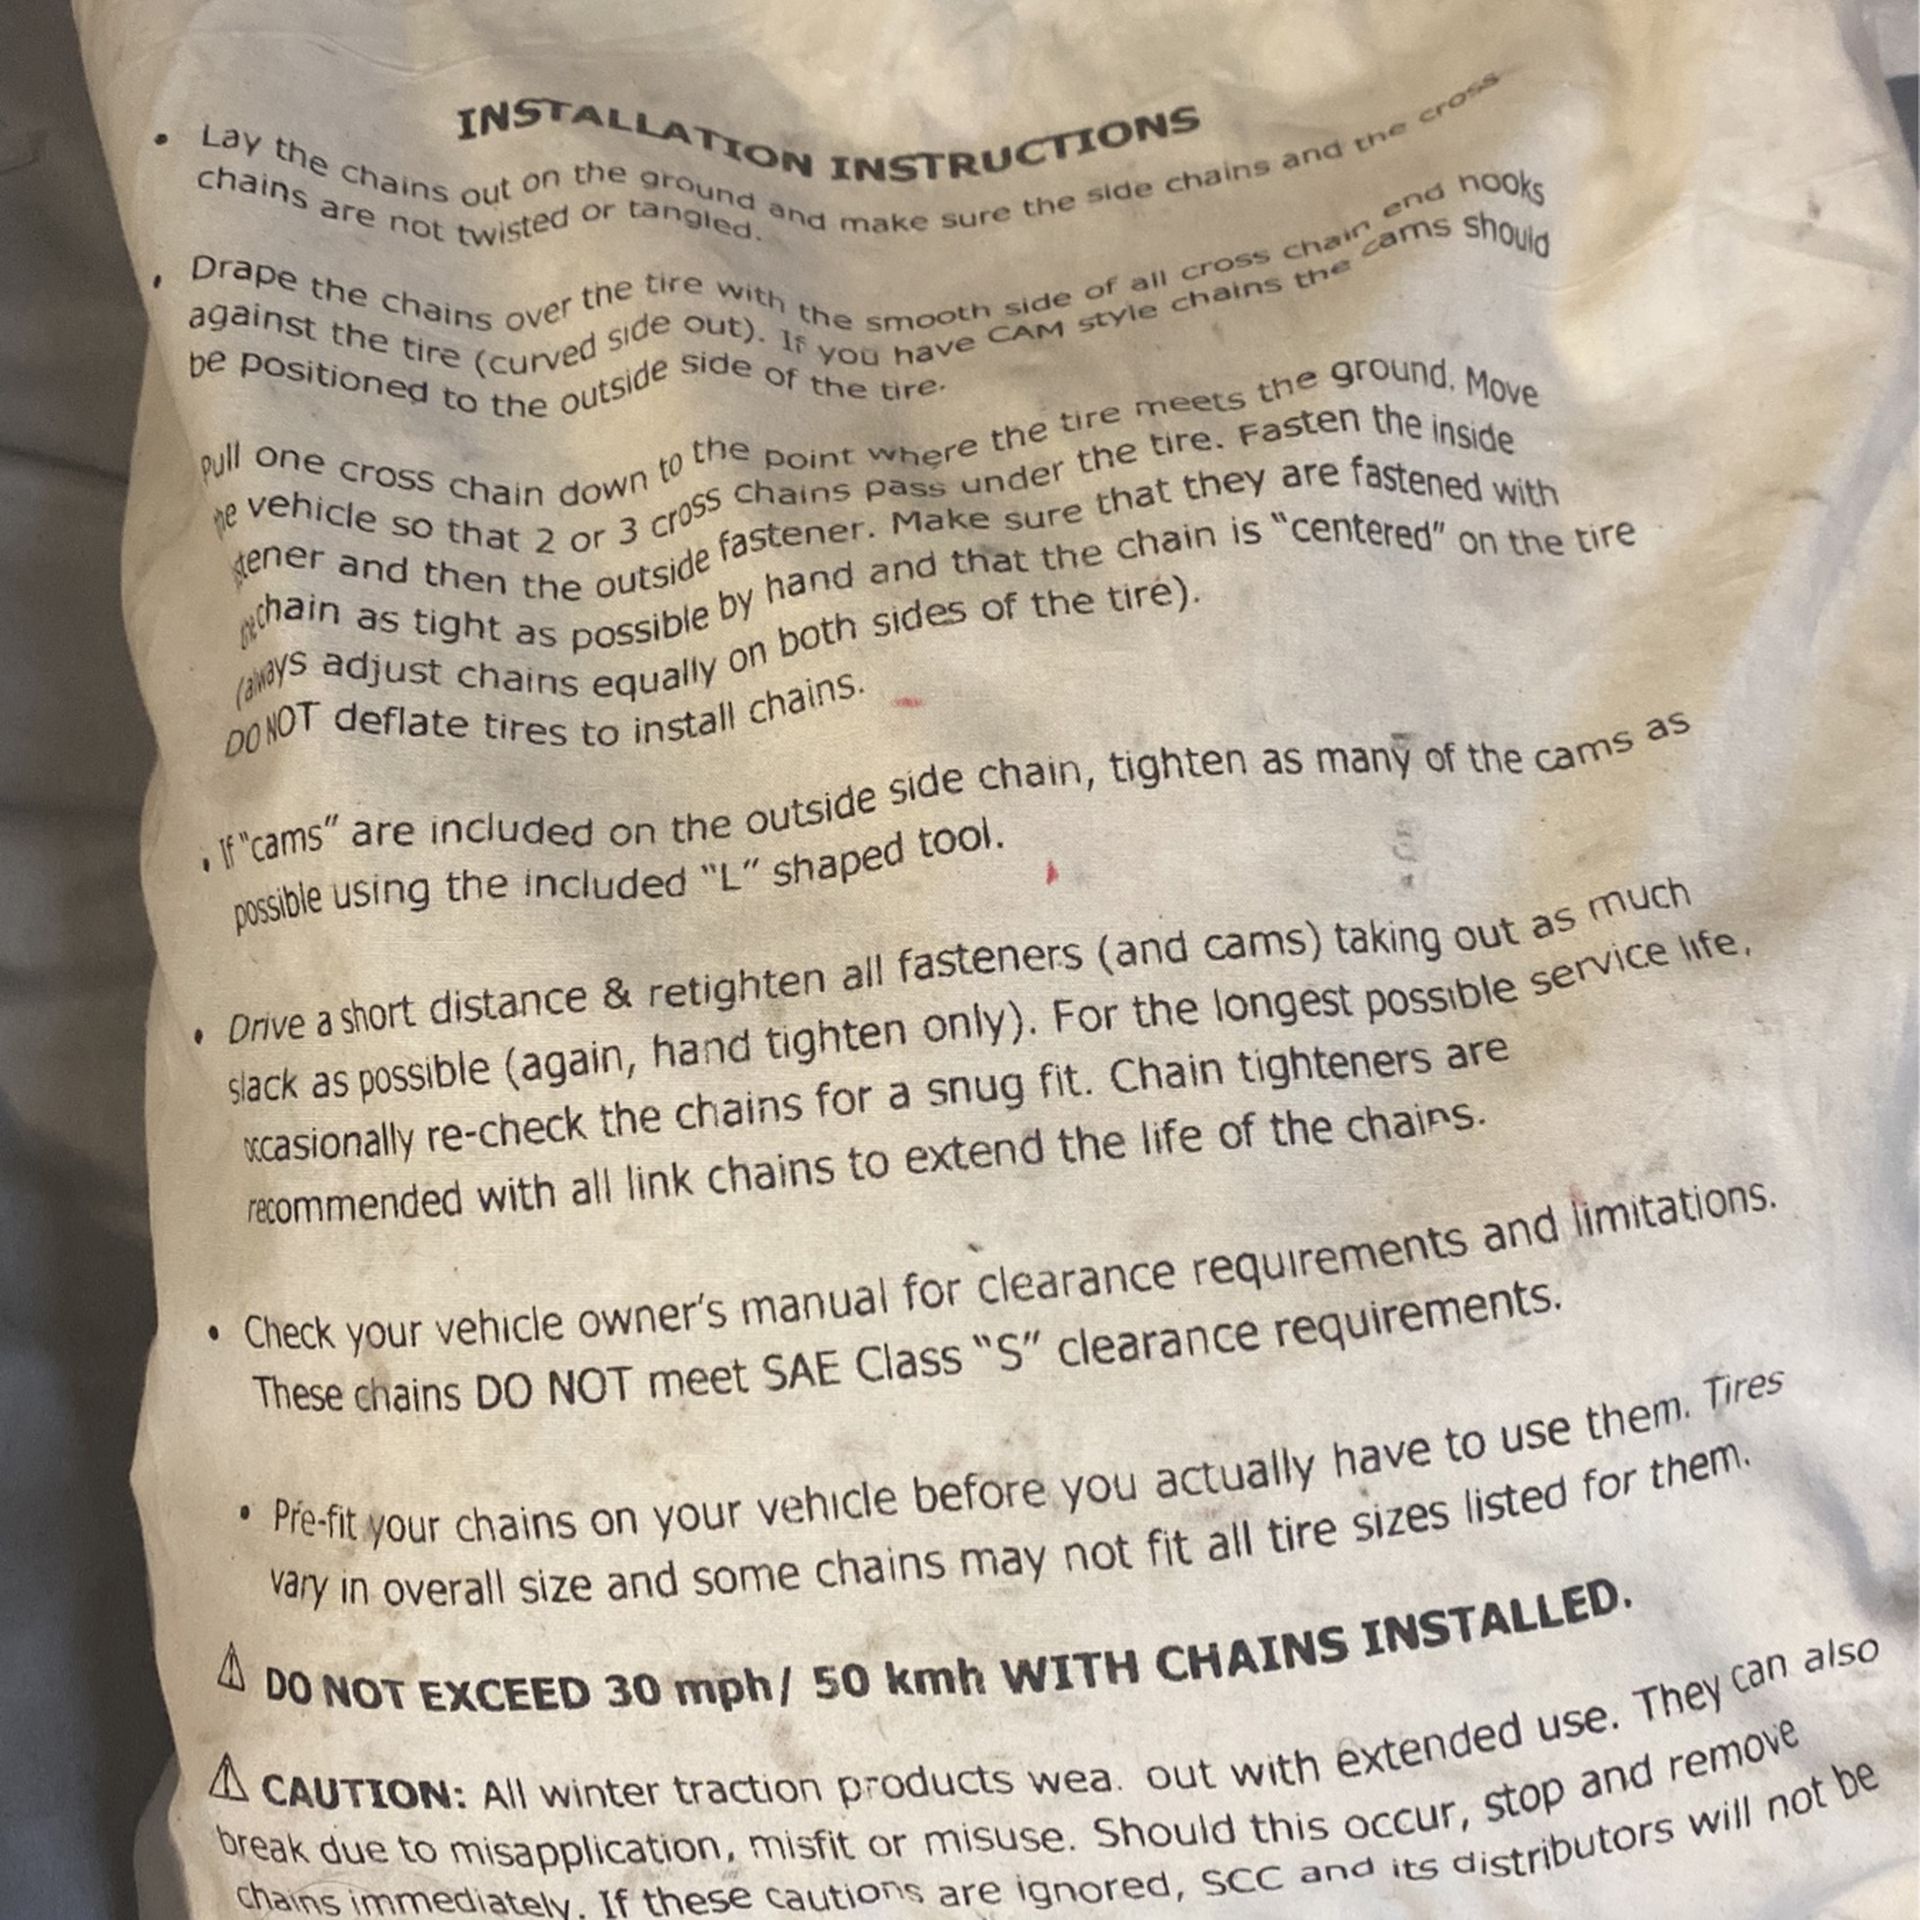 INSTALLATION INSTRUCTIONS
• Lay the chains out on the ground and make sure the side chains and the cross
chains are not twisted or tangled.
• Drape the chains over the tire with the smooth side of all cross chain end hooks
against the tire (curved side out). If you have CAM style chains the cams should
be positioned to the outside side of the tire.
Pull one cross chain down to the point where the tire meets the ground. Move
the vehicle so that 2 or 3 cross chains pass under the tire. Fasten the inside
stener and then the outside fastener. Make sure that they are fastened with
the chain as tight as possible by hand and that the chain is "centered" on the tire
(always adjust chains equally on both sides of the tire).
DO NOT deflate tires to install chains.
• If "cams" are included on the outside side chain, tighten as many of the cams as
possible using the included "L" shaped tool.
• Drive a short distance & retighten all fasteners (and cams) taking out as much
slack as possible (again, hand tighten only). For the longest possible service life,
occasionally re-check the chains for a snug fit. Chain tighteners are
recommended with all link chains to extend the life of the chains.
• Check your vehicle owner's manual for clearance requirements and limitations.
These chains DO NOT meet SAE Class "S" clearance requirements.
• Pre-fit your chains on your vehicle before you actually have to use them. Tires
vary in overall size and some chains may not fit all tire sizes listed for them.
⚠ DO NOT EXCEED 30 mph/ 50 kmh WITH CHAINS INSTALLED.
⚠ CAUTION: All winter traction products wea. out with extended use. They can also
break due to misapplication, misfit or misuse. Should this occur, stop and remove
chains immediately. If these cautions are ignored, SCC and its distributors will not be